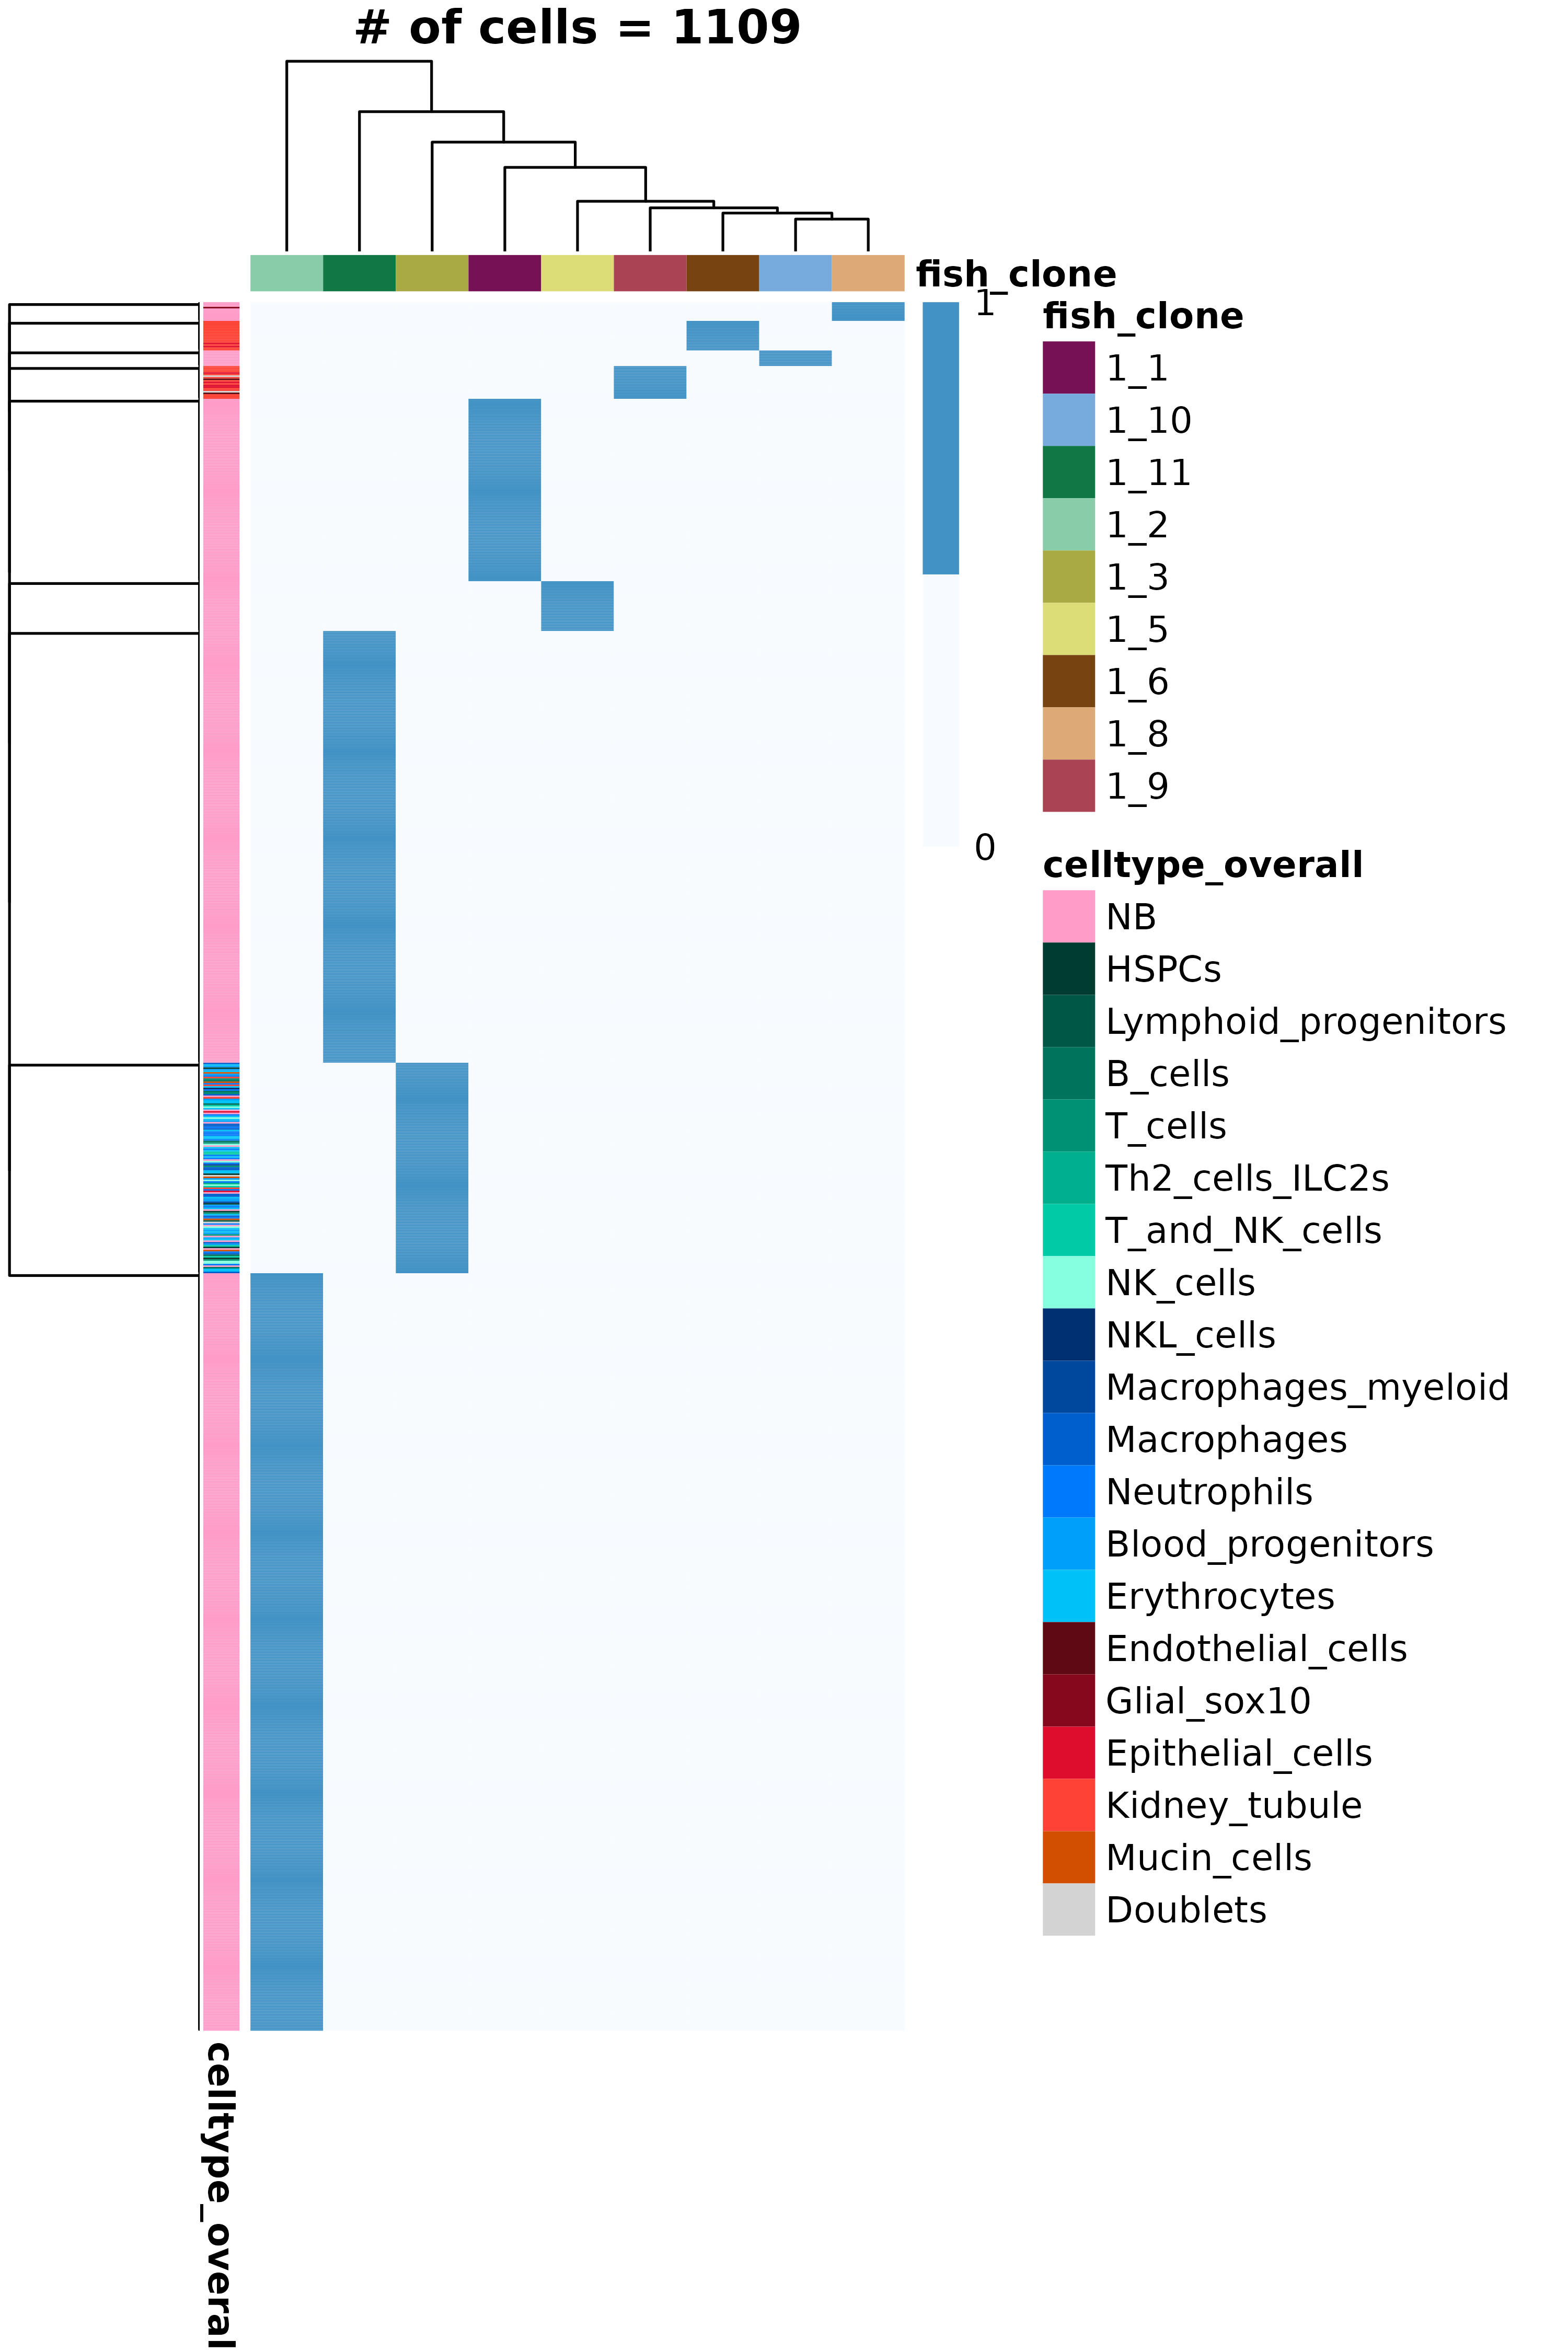 # of cells = 1109
fish_clone
1
0
fish_clone
1_1
1_10
1_11
1_2
1_3
1_5
1_6
1_8
1_9
celltype_overall
NB
HSPCs
Lymphoid_progenitors
B_cells
T_cells
Th2_cells_ILC2s
T_and_NK_cells
NK_cells
NKL_cells
Macrophages_myeloid
Macrophages
Neutrophils
Blood_progenitors
Erythrocytes
Endothelial_cells
Glial_sox10
Epithelial_cells
Kidney_tubule
Mucin_cells
Doublets
celltype_overal